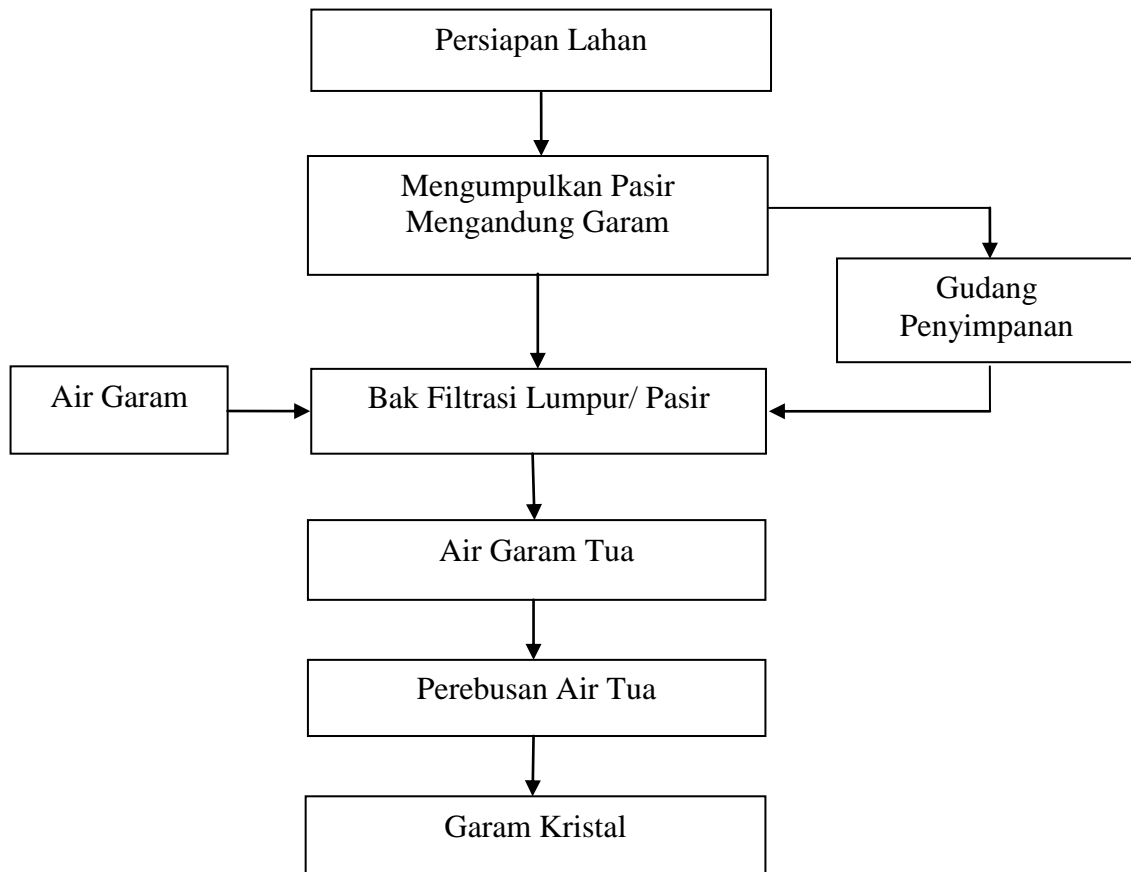 Persiapan Lahan
Mengumpulkan Pasir
Mengandung Garam
Gudang
Penyimpanan
Air Garam
Bak Filtrasi Lumpur/ Pasir
Air Garam Tua
Perebusan Air Tua
Garam Kristal